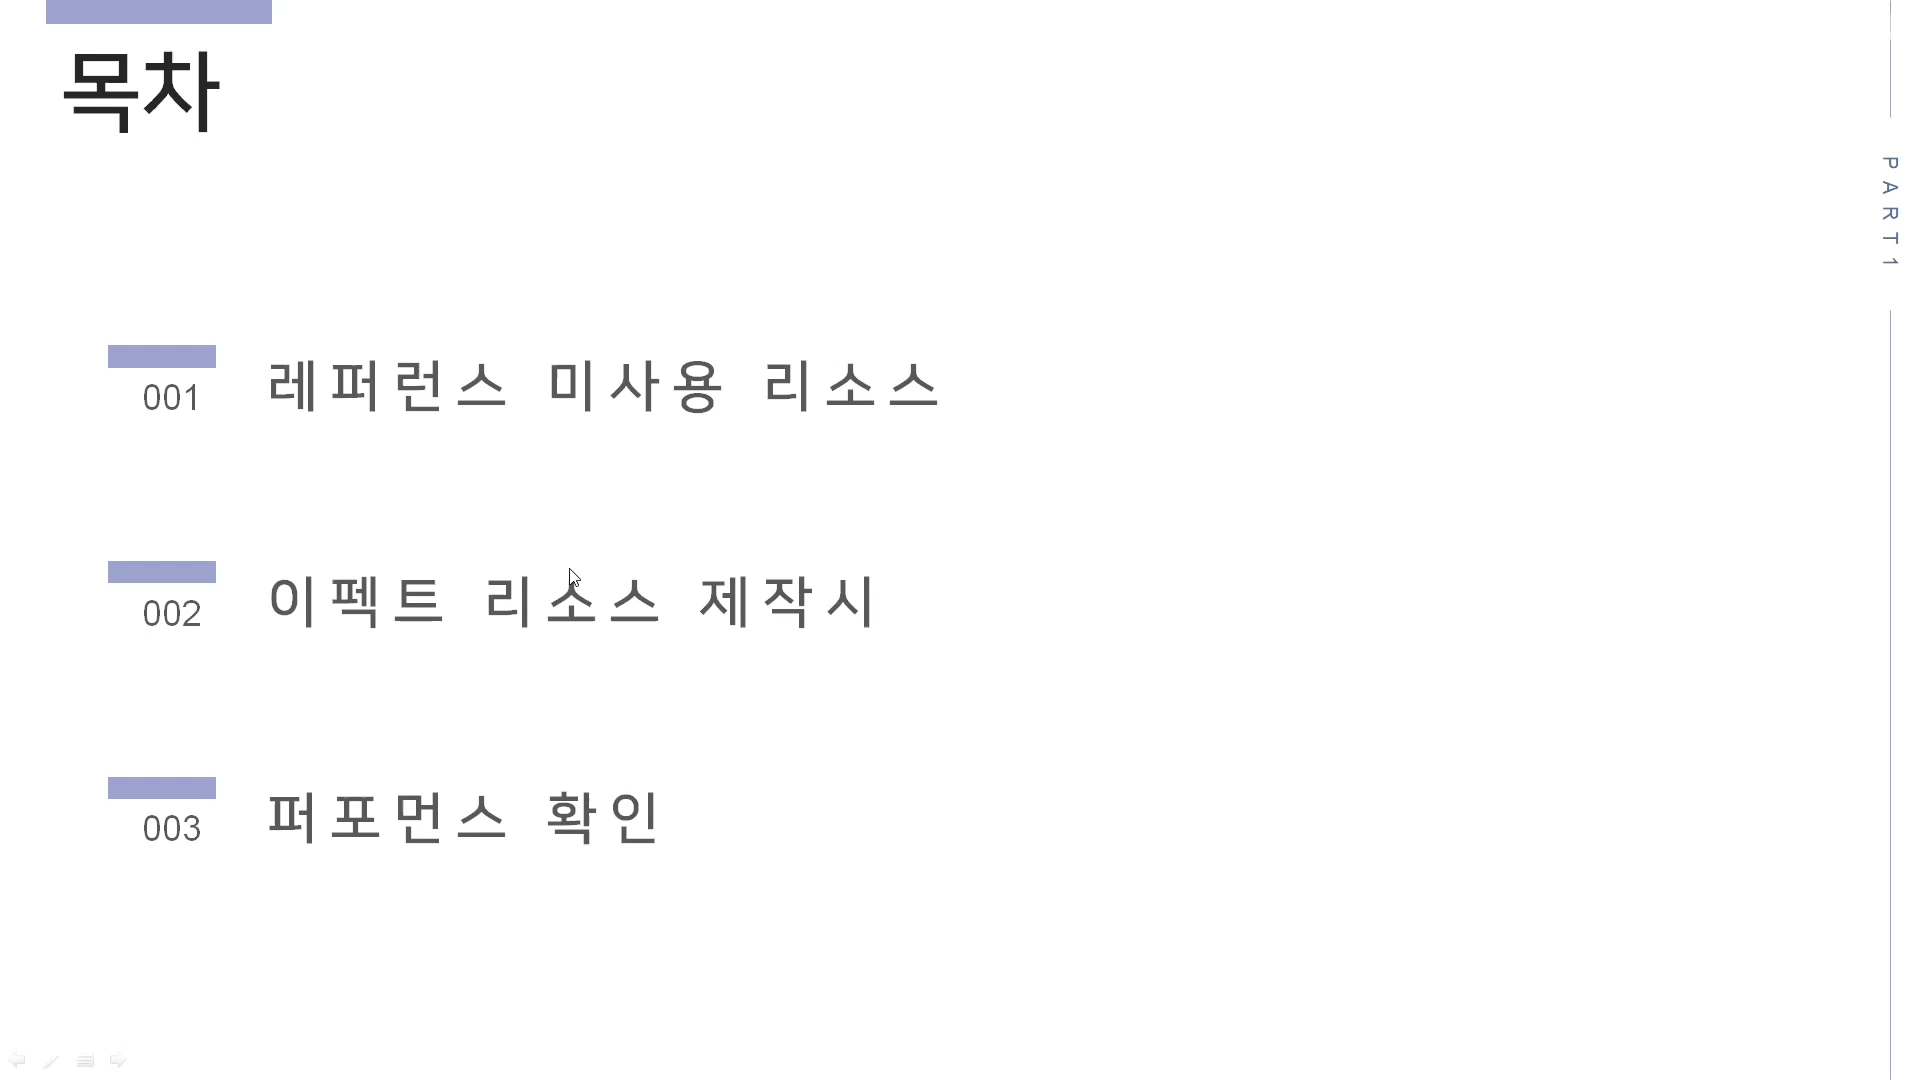 목차
PART1
001
레퍼런스 미사용 리소스
002
이펙트 리소스 제작시
003
퍼포먼스 확인